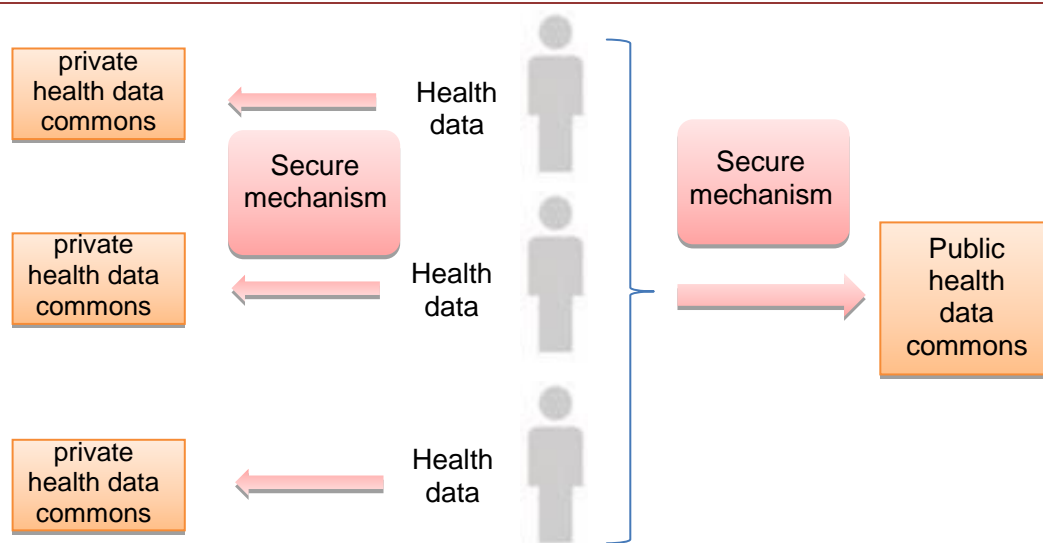 private
health data
commons
Health
data
Secure
mechanism
Secure
mechanism
private
health data
commons
Health
data
Public
health
data
commons
private
health data
commons
Health
data